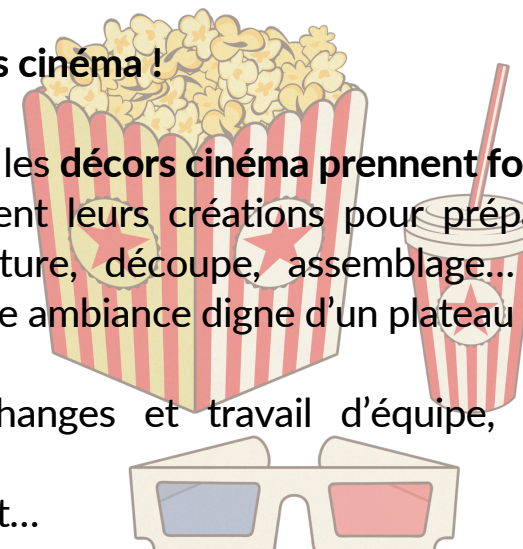 s cinéma !
les décors cinéma prennent fo
ent leurs créations pour prépa
ture, découpe, assemblage...
e ambiance digne d'un plateau
hanges et travail d'équipe,
t...